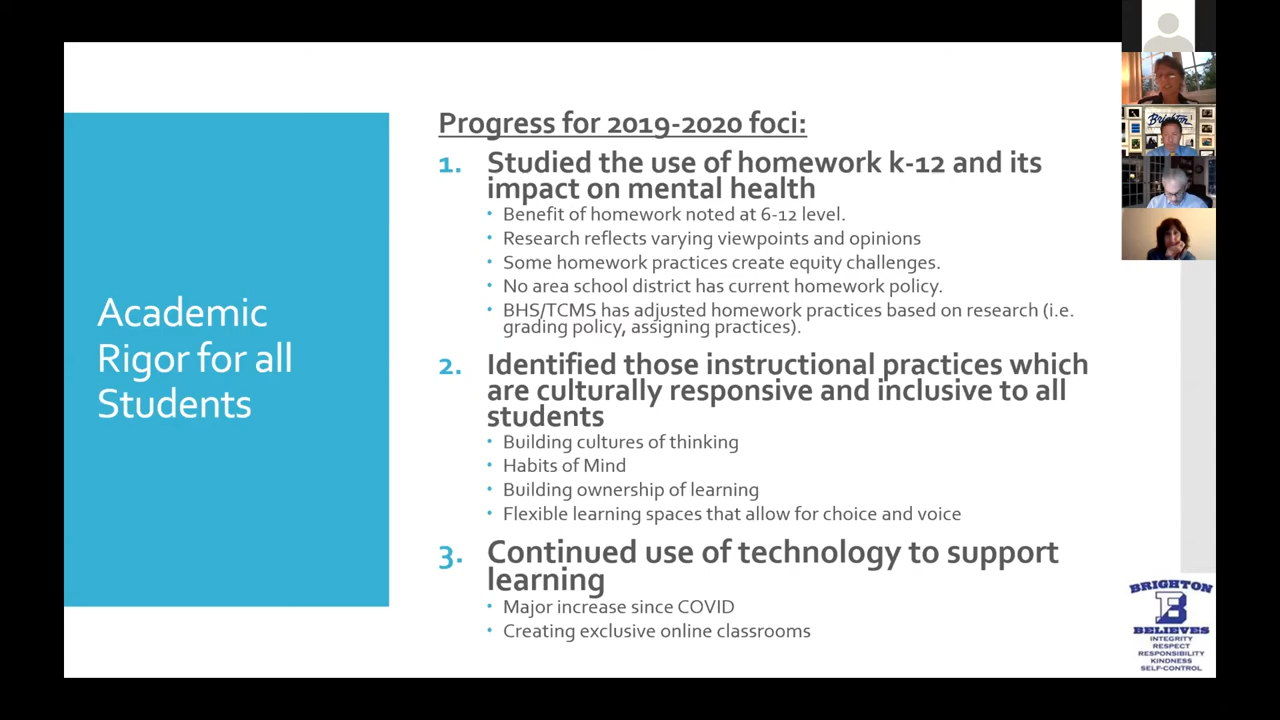 Academic
Rigor for all
Students
Progress for 2019-2020 foci:
1. Studied the use of homework k-12 and its
impact on mental health
• Benefit of homework noted at 6-12 level.
• Research reflects varying viewpoints and opinions
• Some homework practices create equity challenges.
• No area school district has current homework policy.
• BHS/TCMS has adjusted homework practices based on research (i.e.
grading policy, assigning practices).
2. Identified those instructional practices which
are culturally responsive and inclusive to all
students
• Building cultures of thinking
• Habits of Mind
• Building ownership of learning
• Flexible learning spaces that allow for choice and voice
3. Continued use of technology to support
learning
• Major increase since COVID
• Creating exclusive online classrooms
Brighton
BRIGHTON
B
BELIEVES
INTEGRITY
RESPECT
RESPONSIBILITY
KINDNESS
SELF-CONTROL